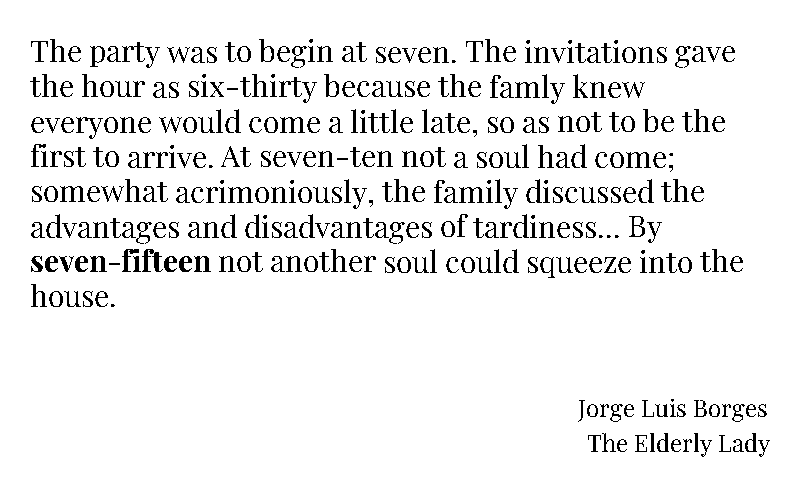 The party was to begin at seven. The invitations gave
the hour as six-thirty because the famly knew
everyone would come a little late, so as not to be the
first to arrive. At seven-ten not a soul had come;
somewhat acrimoniously, the family discussed the
advantages and disadvantages of tardiness... By
seven-fifteen not another soul could squeeze into the
house.
Jorge Luis Borges
The Elderly Lady